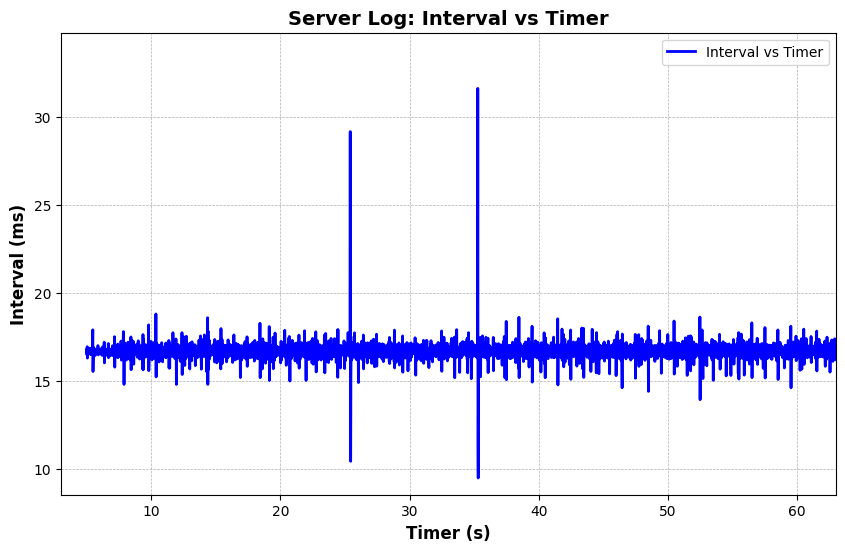 Server Log: Interval vs Timer
Interval vs Timer
30
25
20
15
10
Interval (ms)
10 20 30 40 50 60
Timer (s)